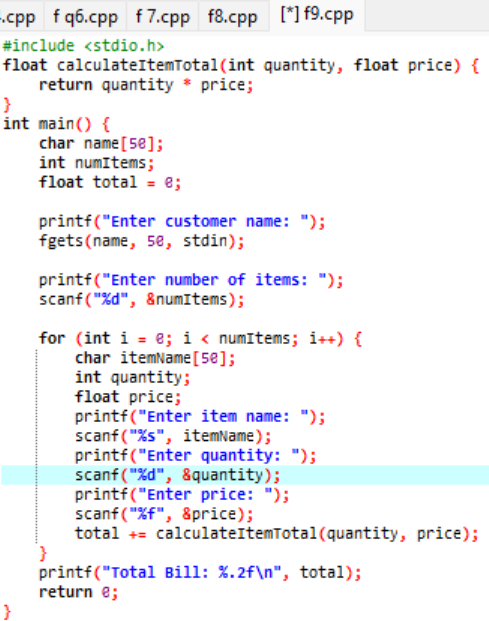 .cpp f q6.cpp f 7.cpp f8.cpp [*] f9.cpp
#include <stdio.h>
float calculateItemTotal(int quantity, float price) {
    return quantity * price;
}
int main() {
    char name[50];
    int numItems;
    float total = 0;

    printf("Enter customer name: ");
    fgets(name, 50, stdin);

    printf("Enter number of items: ");
    scanf("%d", &numItems);

    for (int i = 0; i < numItems; i++) {
        char itemName[50];
        int quantity;
        float price;
        printf("Enter item name: ");
        scanf("%s", itemName);
        printf("Enter quantity: ");
        scanf("%d", &quantity);
        printf("Enter price: ");
        scanf("%f", &price);
        total += calculateItemTotal(quantity, price);
    }
    printf("Total Bill: %.2f\n", total);
    return 0;
}